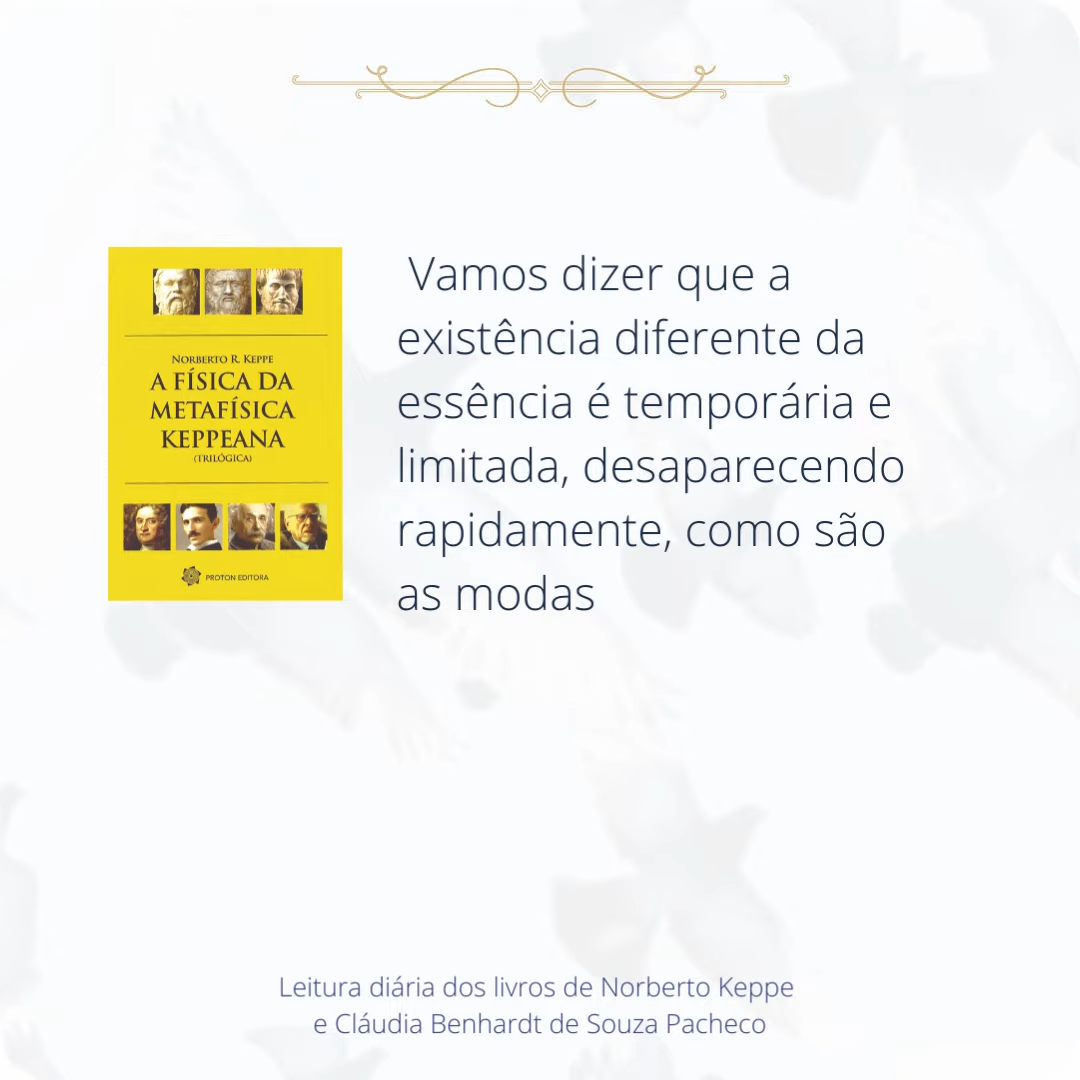 NORBERTO R. KEPPE
A FÍSICA DA
METAFÍSICA
KEPPEANA
(TRILÓGICA)
PROTON EDITORA
Vamos dizer que a
existência diferente da
essência é temporária e
limitada, desaparecendo
rapidamente, como são
as modas
Leitura diária dos livros de Norberto Keppe
e Cláudia Benhardt de Souza Pacheco